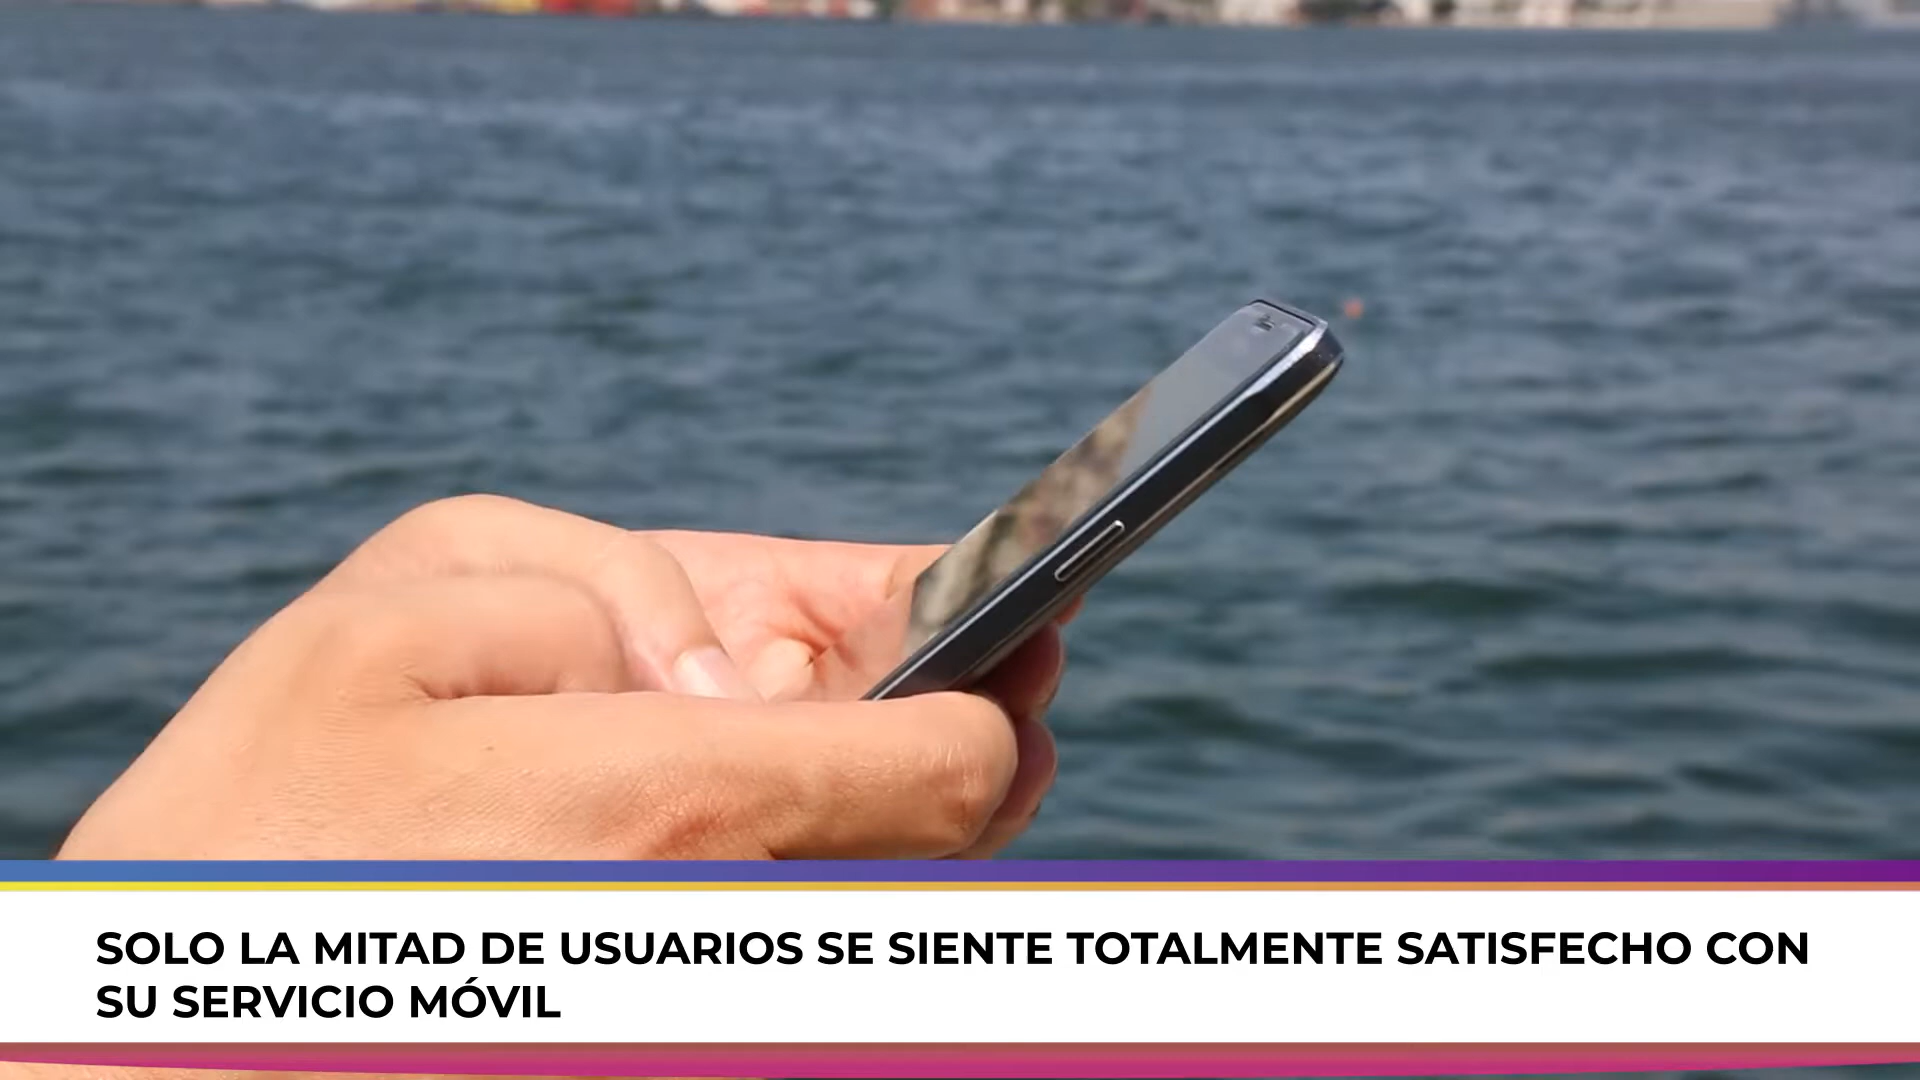 SOLO LA MITAD DE USUARIOS SE SIENTE TOTALMENTE SATISFECHO CON
SU SERVICIO MÓVIL